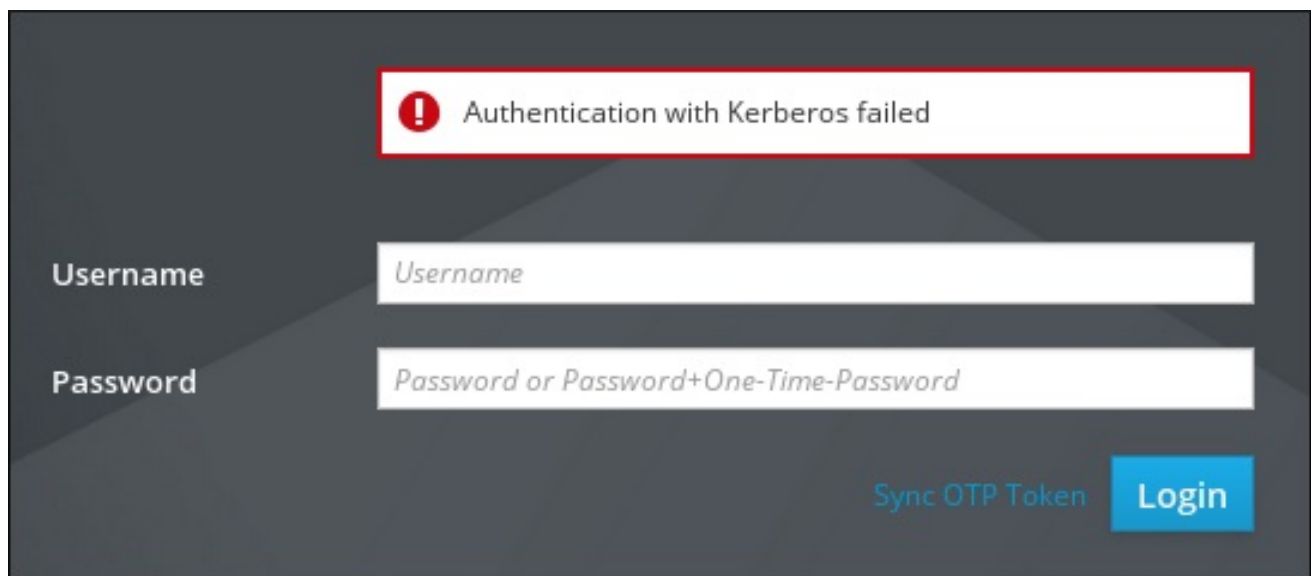 Authentication with Kerberos failed
Username
Username
Password
Password or Password+One-Time-Password
Sync OTP Token
Login